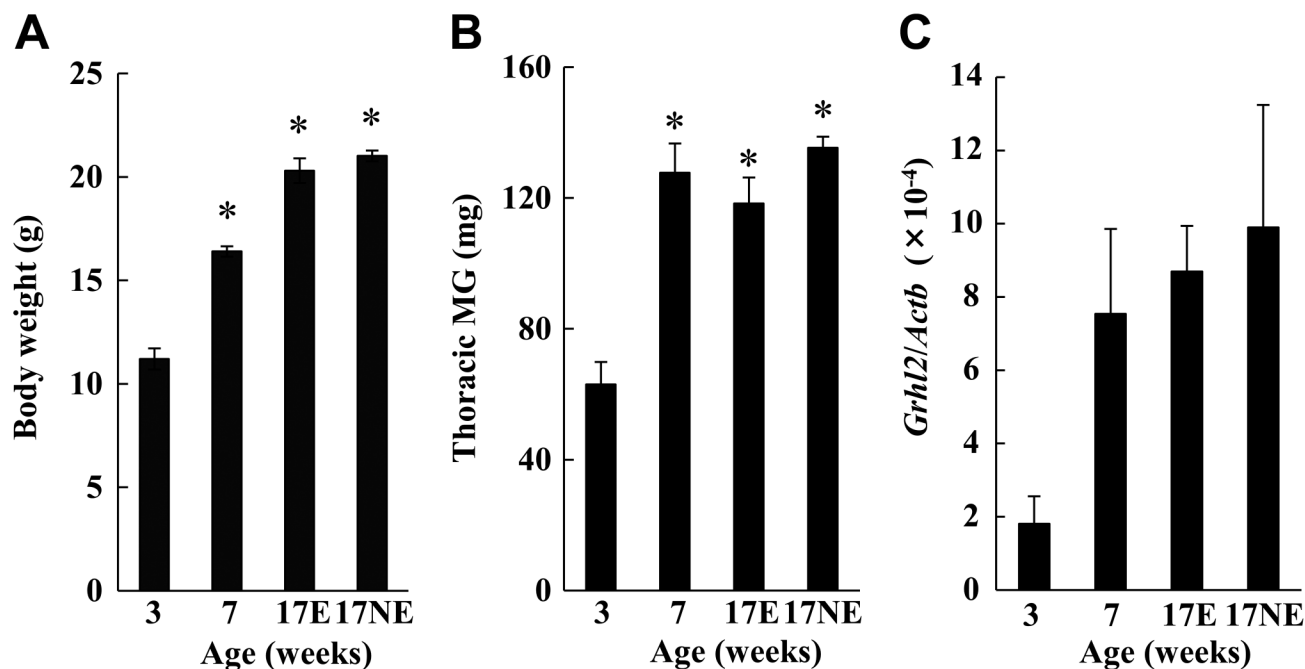 A
Body weight (g)
25
20
15
10
5
0
*
*
*
3 7 17E 17NE
Age (weeks)
B
Thoracic MG (mg)
160
120
80
40
0
*
*
*
3 7 17E 17NE
Age (weeks)
C
Grhl2/Actb (×10⁻⁴)
14
12
10
8
6
4
2
0
3 7 17E 17NE
Age (weeks)